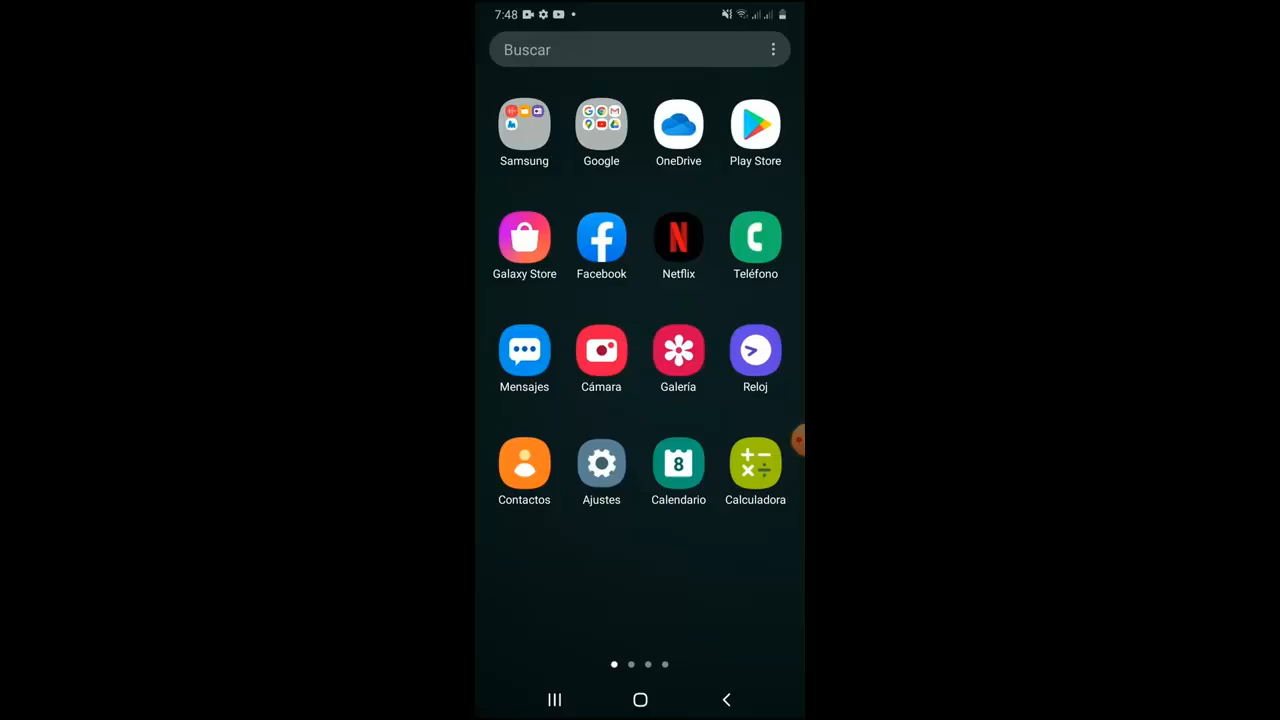 7:48
Buscar
Samsung Google OneDrive Play Store
Galaxy Store Facebook Netflix Teléfono
Mensajes Cámara Galería Reloj
8
Contactos Ajustes Calendario Calculadora